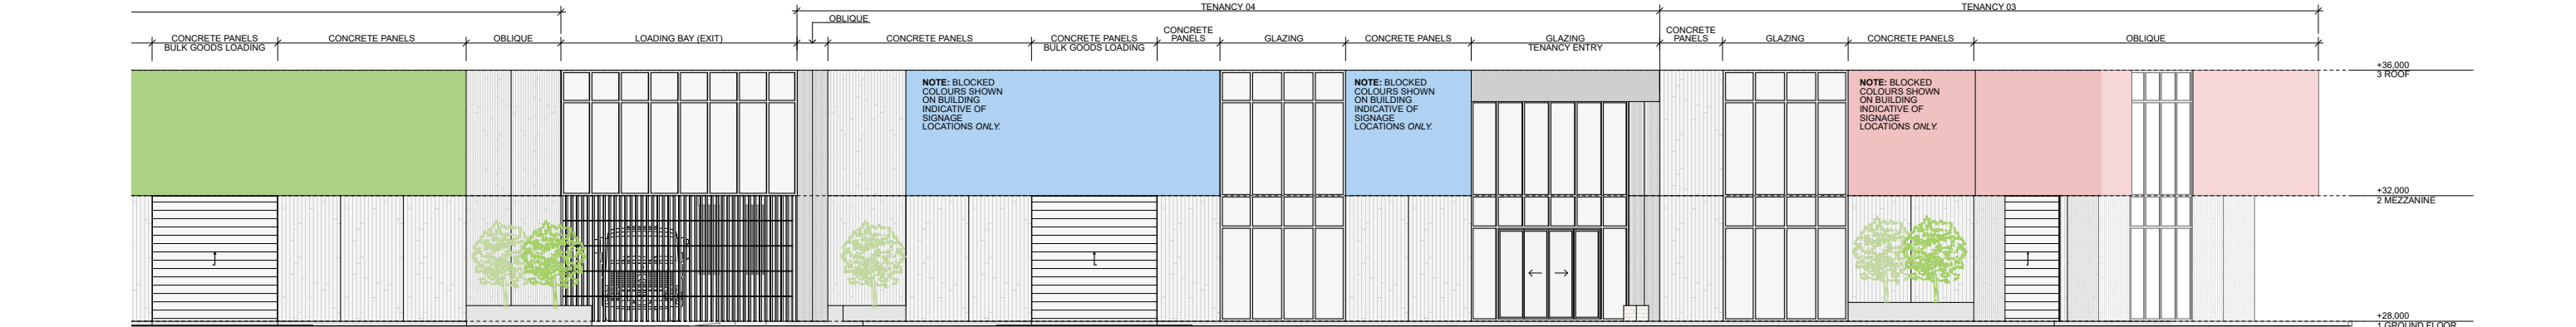 TENANCY 04
TENANCY 03
OBLIQUE
CONCRETE PANELS
BULK GOODS LOADING
CONCRETE PANELS
OBLIQUE
LOADING BAY (EXIT)
CONCRETE PANELS
CONCRETE PANELS
BULK GOODS LOADING
CONCRETE
PANELS
GLAZING
CONCRETE PANELS
GLAZING
TENANCY ENTRY
CONCRETE
PANELS
GLAZING
CONCRETE PANELS
OBLIQUE
+36,000
3 ROOF
NOTE: BLOCKED
COLOURS SHOWN
ON BUILDING
INDICATIVE OF
SIGNAGE
LOCATIONS ONLY.
NOTE: BLOCKED
COLOURS SHOWN
ON BUILDING
INDICATIVE OF
SIGNAGE
LOCATIONS ONLY.
NOTE: BLOCKED
COLOURS SHOWN
ON BUILDING
INDICATIVE OF
SIGNAGE
LOCATIONS ONLY.
+32,000
2 MEZZANINE
+28,000
1 GROUND FLOOR